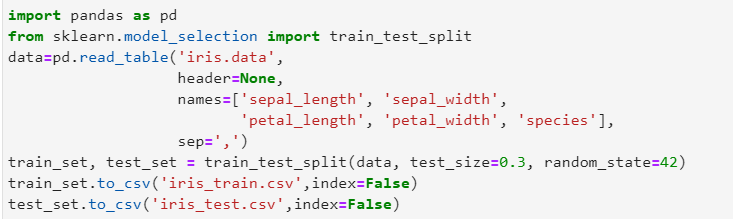 import pandas as pd
from sklearn.model_selection import train_test_split
data=pd.read_table('iris.data',
                   header=None,
                   names=['sepal_length', 'sepal_width',
                          'petal_length', 'petal_width', 'species'],
                   sep=',')
train_set, test_set = train_test_split(data, test_size=0.3, random_state=42)
train_set.to_csv('iris_train.csv',index=False)
test_set.to_csv('iris_test.csv',index=False)